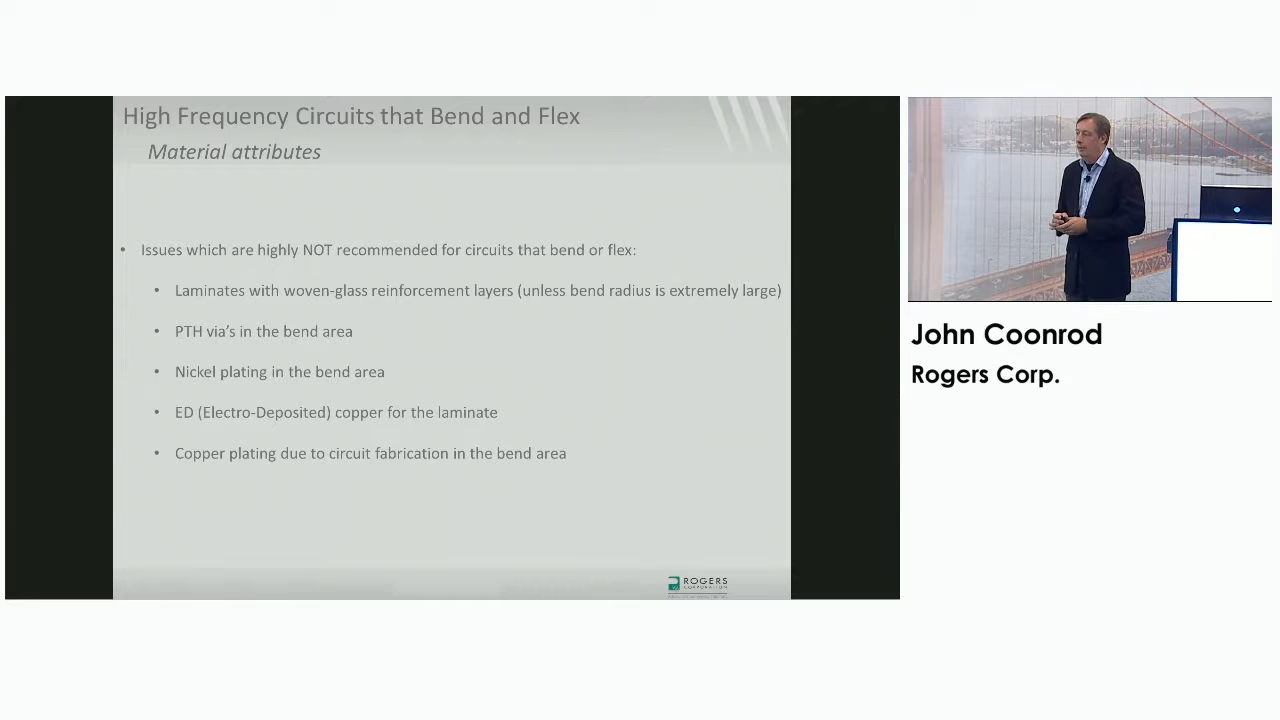 High Frequency Circuits that Bend and Flex
Material attributes
• Issues which are highly NOT recommended for circuits that bend or flex:
• Laminates with woven-glass reinforcement layers (unless bend radius is extremely large)
• PTH via's in the bend area
• Nickel plating in the bend area
• ED (Electro-Deposited) copper for the laminate
• Copper plating due to circuit fabrication in the bend area
ROGERS
CORPORATION
John Coonrod
Rogers Corp.